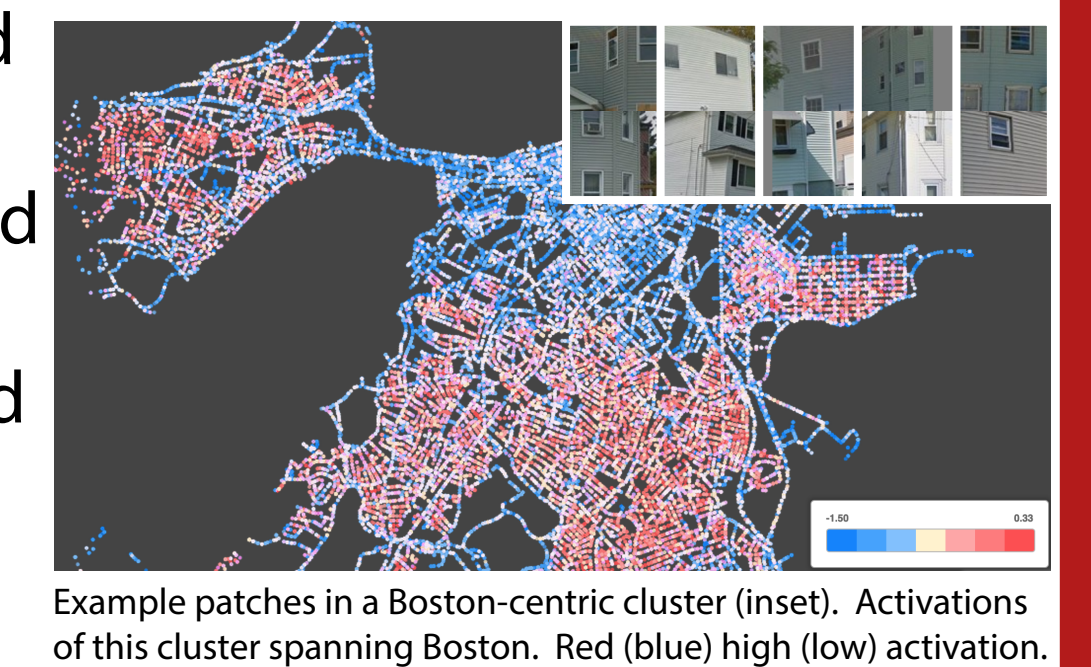 d
d
d
-1.50 0.33
Example patches in a Boston-centric cluster (inset).  Activations
of this cluster spanning Boston.  Red (blue) high (low) activation.